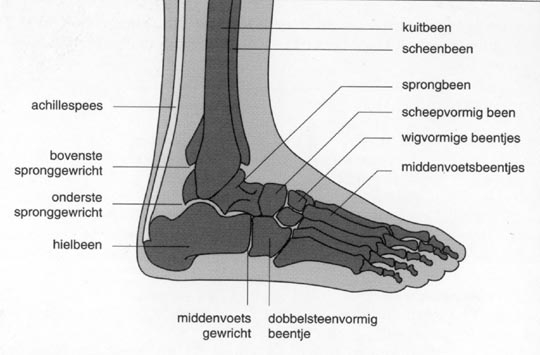 kuitbeen
scheenbeen
sprongbeen
scheepvormig been
wigvormige beentjes
middenvoetsbeentjes
achillespees
bovenste
spronggewricht
onderste
spronggewricht
hielbeen
middenvoets
gewricht
dobbelsteenvormig
beentje